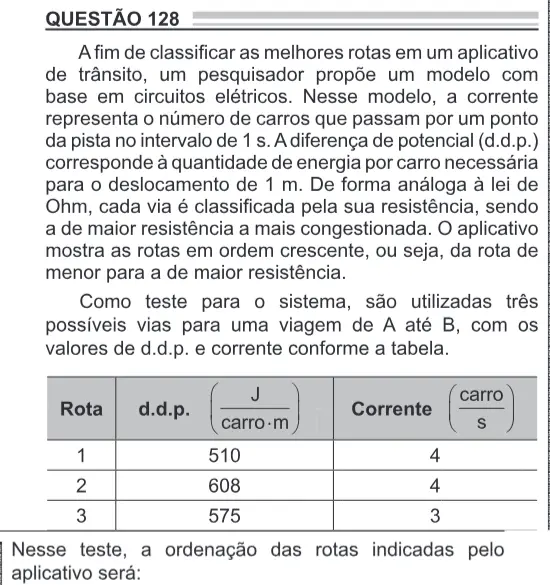 QUESTÃO 128
A fim de classificar as melhores rotas em um aplicativo
de trânsito, um pesquisador propõe um modelo com
base em circuitos elétricos. Nesse modelo, a corrente
representa o número de carros que passam por um ponto
da pista no intervalo de 1 s. A diferença de potencial (d.d.p.)
corresponde à quantidade de energia por carro necessária
para o deslocamento de 1 m. De forma análoga à lei de
Ohm, cada via é classificada pela sua resistência, sendo
a de maior resistência a mais congestionada. O aplicativo
mostra as rotas em ordem crescente, ou seja, da rota de
menor para a de maior resistência.
Como teste para o sistema, são utilizadas três
possíveis vias para uma viagem de A até B, com os
valores de d.d.p. e corrente conforme a tabela.
Rota d.d.p. (J / carro·m) Corrente (carro / s)
1 510 4
2 608 4
3 575 3
Nesse teste, a ordenação das rotas indicadas pelo
aplicativo será: